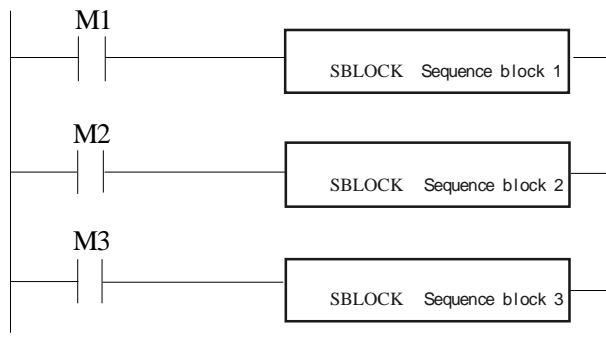 M1
SBLOCK Sequence block 1
M2
SBLOCK Sequence block 2
M3
SBLOCK Sequence block 3